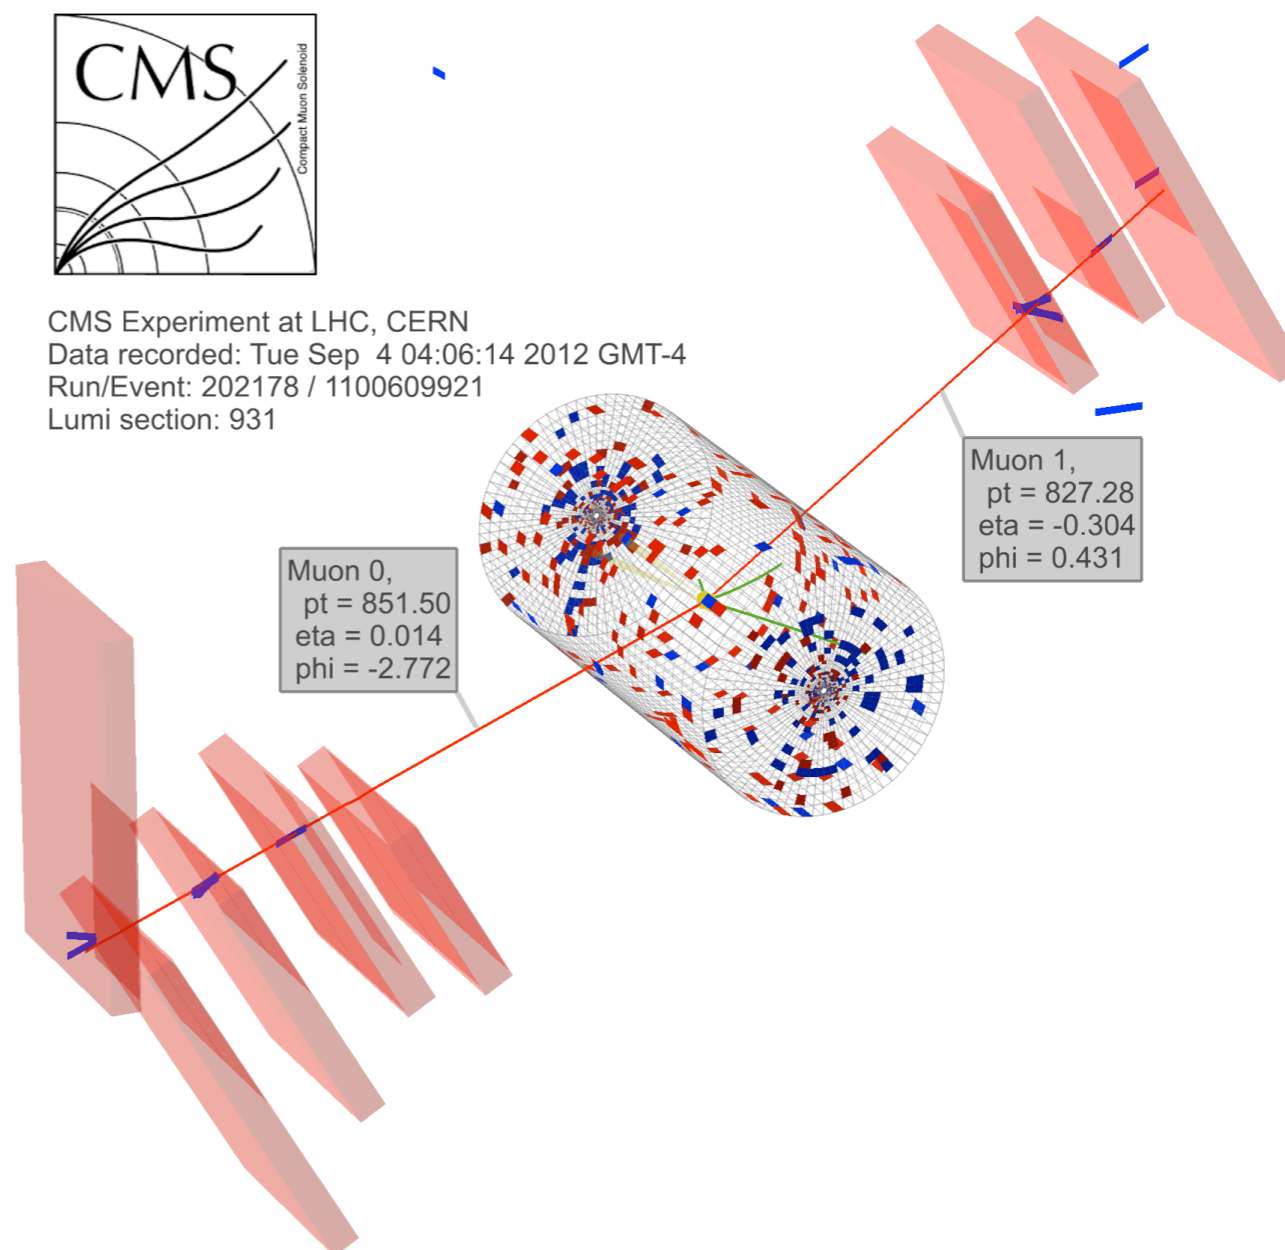 CMS
Compact Muon Solenoid
CMS Experiment at LHC, CERN
Data recorded: Tue Sep  4 04:06:14 2012 GMT-4
Run/Event: 202178 / 1100609921
Lumi section: 931
Muon 1,
pt = 827.28
eta = -0.304
phi = 0.431
Muon 0,
pt = 851.50
eta = 0.014
phi = -2.772